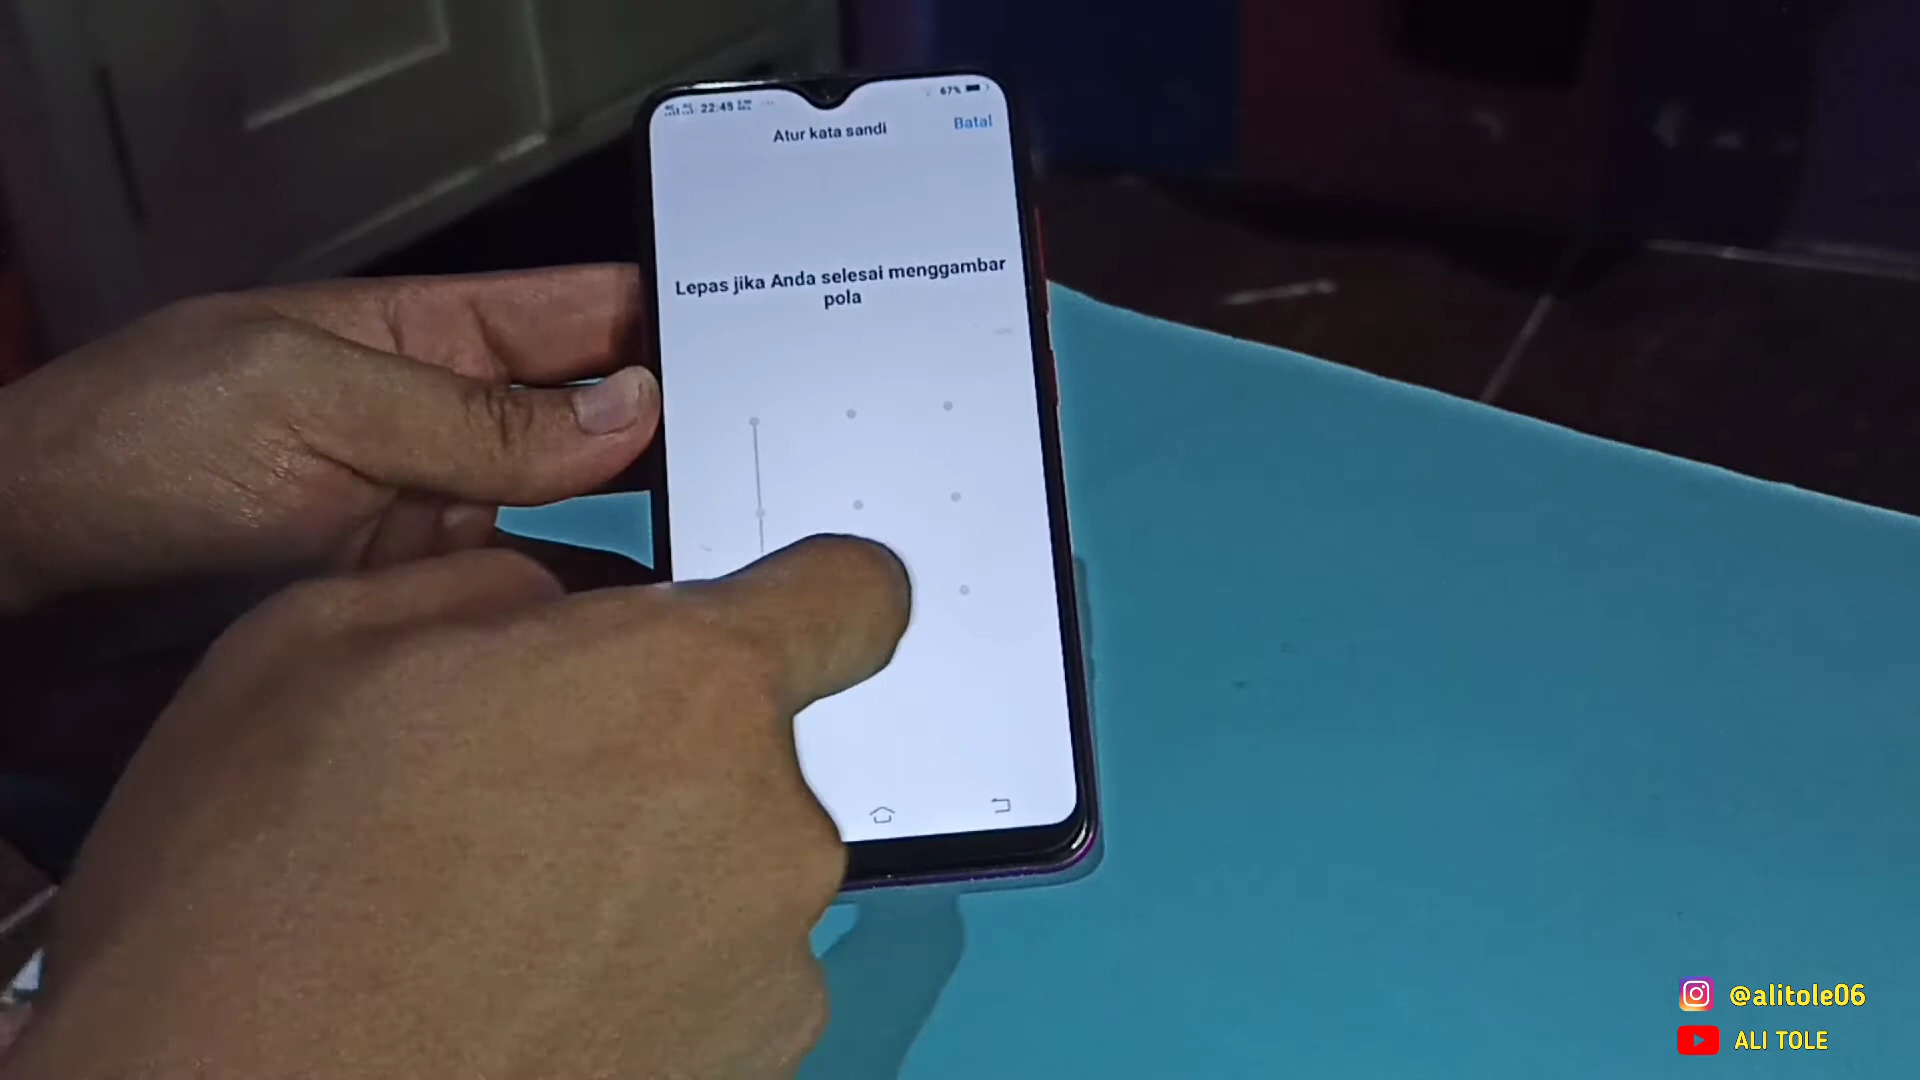 22:45
67%
Atur kata sandi
Batal
Lepas jika Anda selesai menggambar
pola
@alitole06
ALI TOLE